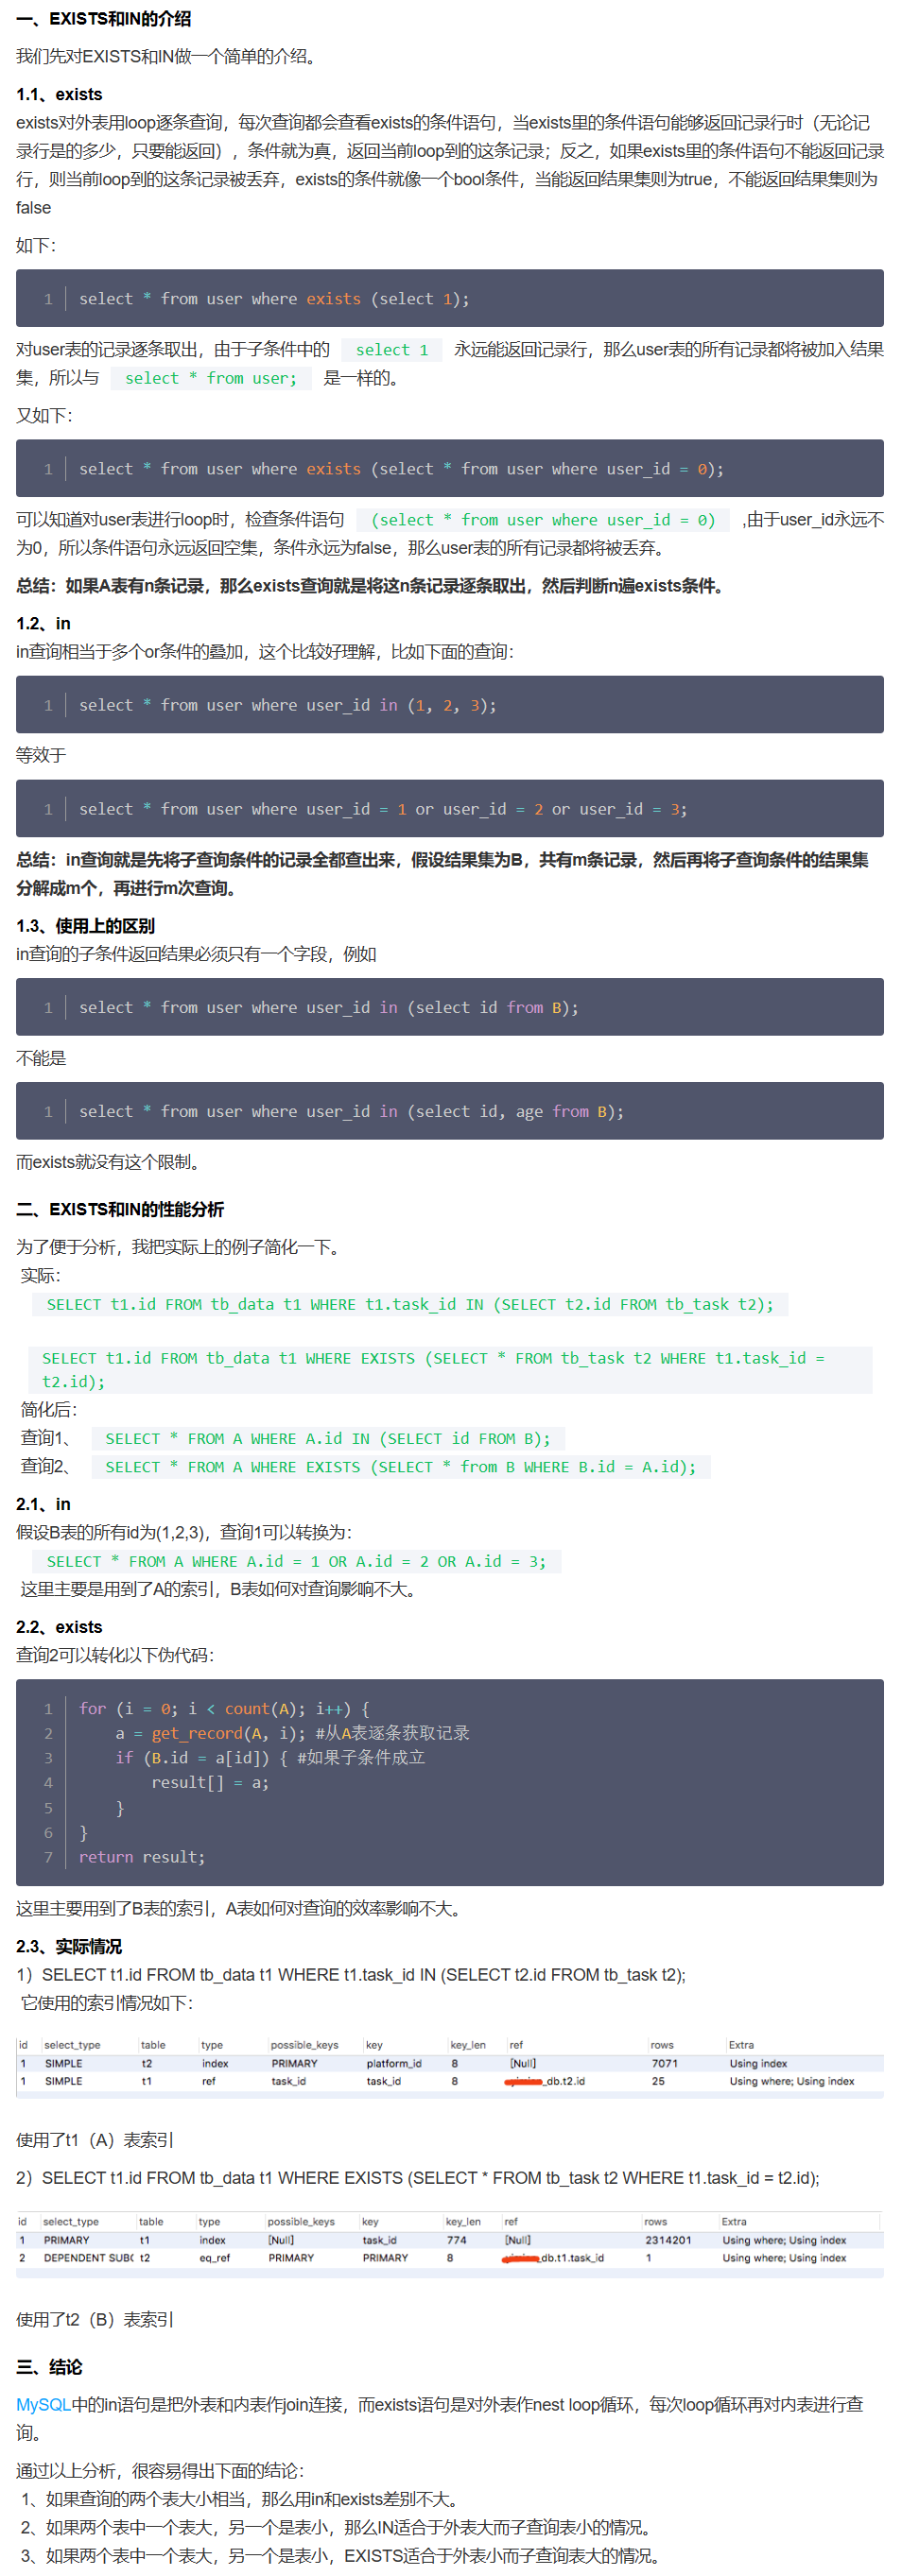 一、EXISTS和IN的介绍
我们先对EXISTS和IN做一个简单的介绍。
1.1、exists
exists对外表用loop逐条查询，每次查询都会查看exists的条件语句，当exists里的条件语句能够返回记录行时（无论记
录行是的多少，只要能返回），条件就为真，返回当前loop到的这条记录；反之，如果exists里的条件语句不能返回记录
行，则当前loop到的这条记录被丢弃，exists的条件就像一个bool条件，当能返回结果集则为true，不能返回结果集则为
false
如下：
1 select * from user where exists (select 1);
对user表的记录逐条取出，由于子条件中的 select 1 永远能返回记录行，那么user表的所有记录都将被加入结果
集，所以与 select * from user; 是一样的。
又如下：
1 select * from user where exists (select * from user where user_id = 0);
可以知道对user表进行loop时，检查条件语句 (select * from user where user_id = 0) ,由于user_id永远不
为0，所以条件语句永远返回空集，条件永远为false，那么user表的所有记录都将被丢弃。
总结：如果A表有n条记录，那么exists查询就是将这n条记录逐条取出，然后判断n遍exists条件。
1.2、in
in查询相当于多个or条件的叠加，这个比较好理解，比如下面的查询：
1 select * from user where user_id in (1, 2, 3);
等效于
1 select * from user where user_id = 1 or user_id = 2 or user_id = 3;
总结：in查询就是先将子查询条件的记录全都查出来，假设结果集为B，共有m条记录，然后再将子查询条件的结果集
分解成m个，再进行m次查询。
1.3、使用上的区别
in查询的子条件返回结果必须只有一个字段，例如
1 select * from user where user_id in (select id from B);
不能是
1 select * from user where user_id in (select id, age from B);
而exists就没有这个限制。
二、EXISTS和IN的性能分析
为了便于分析，我把实际上的例子简化一下。
实际：
SELECT t1.id FROM tb_data t1 WHERE t1.task_id IN (SELECT t2.id FROM tb_task t2);
SELECT t1.id FROM tb_data t1 WHERE EXISTS (SELECT * FROM tb_task t2 WHERE t1.task_id =
t2.id);
简化后：
查询1、 SELECT * FROM A WHERE A.id IN (SELECT id FROM B);
查询2、 SELECT * FROM A WHERE EXISTS (SELECT * from B WHERE B.id = A.id);
2.1、in
假设B表的所有id为(1,2,3)，查询1可以转换为：
SELECT * FROM A WHERE A.id = 1 OR A.id = 2 OR A.id = 3;
这里主要是用到了A的索引，B表如何对查询影响不大。
2.2、exists
查询2可以转化以下伪代码：
1 for (i = 0; i < count(A); i++) {
2 a = get_record(A, i); #从A表逐条获取记录
3 if (B.id = a[id]) { #如果子条件成立
4 result[] = a;
5 }
6 }
7 return result;
这里主要用到了B表的索引，A表如何对查询的效率影响不大。
2.3、实际情况
1）SELECT t1.id FROM tb_data t1 WHERE t1.task_id IN (SELECT t2.id FROM tb_task t2);
它使用的索引情况如下：
id select_type table type possible_keys key key_len ref rows Extra
1 SIMPLE t2 index PRIMARY platform_id 8 [Null] 7071 Using index
1 SIMPLE t1 ref task_id task_id 8 _db.t2.id 25 Using where; Using index
使用了t1（A）表索引
2）SELECT t1.id FROM tb_data t1 WHERE EXISTS (SELECT * FROM tb_task t2 WHERE t1.task_id = t2.id);
id select_type table type possible_keys key key_len ref rows Extra
1 PRIMARY t1 index [Null] task_id 774 [Null] 2314201 Using where; Using index
2 DEPENDENT SUB( t2 eq_ref PRIMARY PRIMARY 8 _db.t1.task_id 1 Using where; Using index
使用了t2（B）表索引
三、结论
MySQL中的in语句是把外表和内表作join连接，而exists语句是对外表作nest loop循环，每次loop循环再对内表进行查
询。
通过以上分析，很容易得出下面的结论：
1、如果查询的两个表大小相当，那么用in和exists差别不大。
2、如果两个表中一个表大，另一个是表小，那么IN适合于外表大而子查询表小的情况。
3、如果两个表中一个表大，另一个是表小，EXISTS适合于外表小而子查询表大的情况。